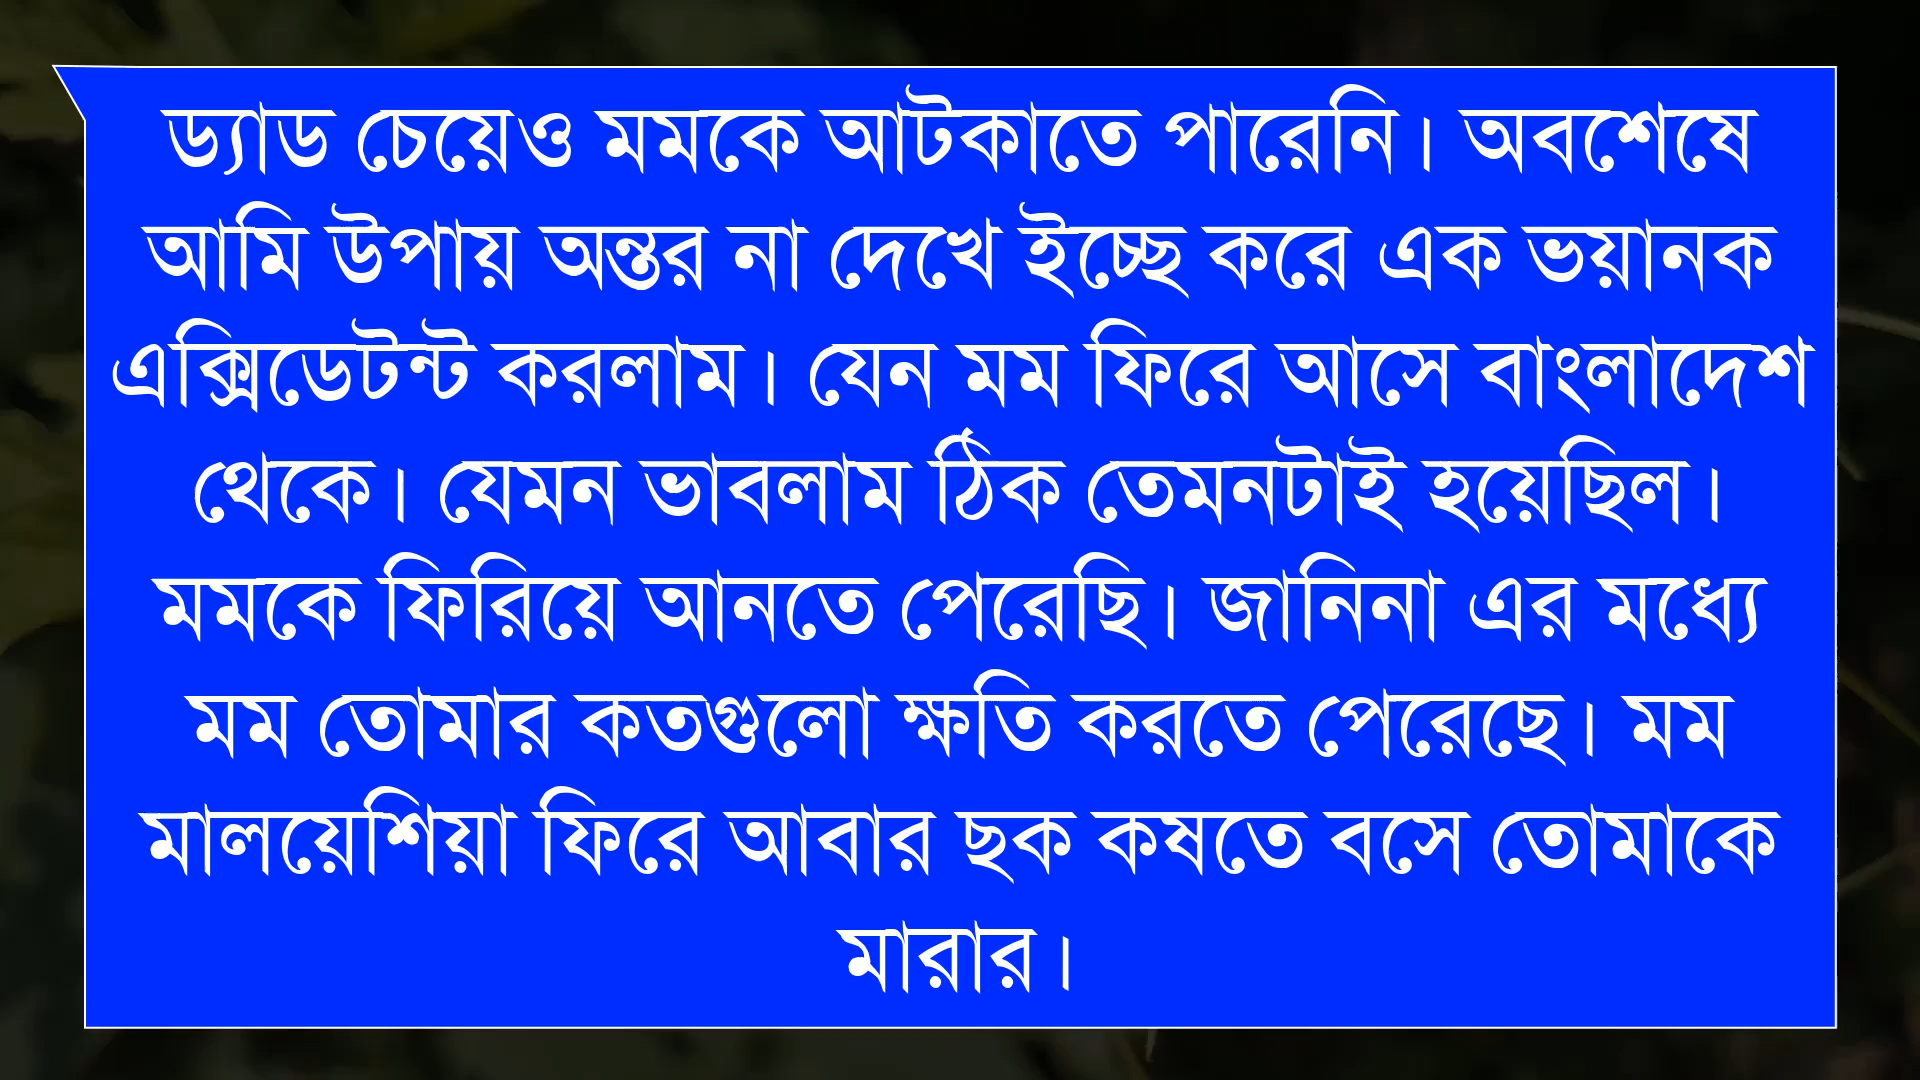 ড্যাড চেয়েও মমকে আটকাতে পারেনি। অবশেষে
আমি উপায় অন্তর না দেখে ইচ্ছে করে এক ভয়ানক
এক্সিডেটন্ট করলাম। যেন মম ফিরে আসে বাংলাদেশ
থেকে। যেমন ভাবলাম ঠিক তেমনটাই হয়েছিল।
মমকে ফিরিয়ে আনতে পেরেছি। জানিনা এর মধ্যে
মম তোমার কতগুলো ক্ষতি করতে পেরেছে। মম
মালয়েশিয়া ফিরে আবার ছক কষতে বসে তোমাকে
মারার।